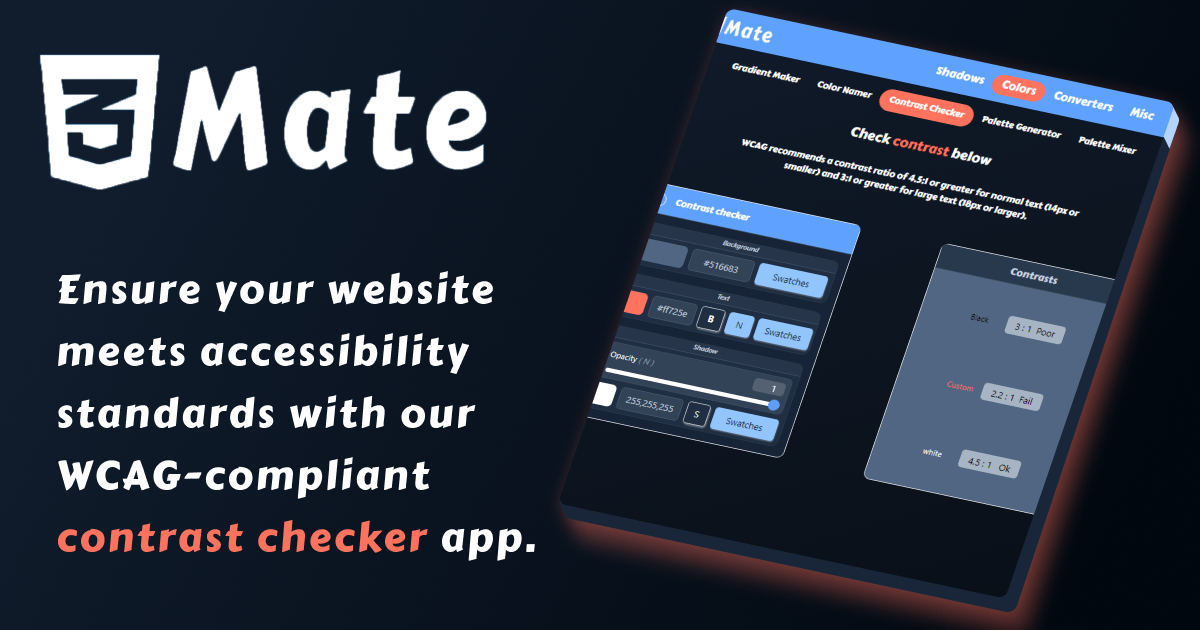 3 Mate
Ensure your website
meets accessibility
standards with our
WCAG-compliant
contrast checker app.
Mate
Shadows Colors Converters Misc
Gradient Maker Color Namer Contrast Checker Palette Generator Palette Mixer
Check contrast below
WCAG recommends a contrast ratio of 4.5:1 or greater for normal text (14px or
smaller) and 3:1 or greater for large text (18px or larger).
Contrast checker
Background
#516683 Swatches
Text
#ff725e B N Swatches
Shadow
Opacity ( N ) 1
255,255,255 S Swatches
Contrasts
Black 3 : 1 Poor
Custom 2.2 : 1 Fail
white 4.5 : 1 Ok